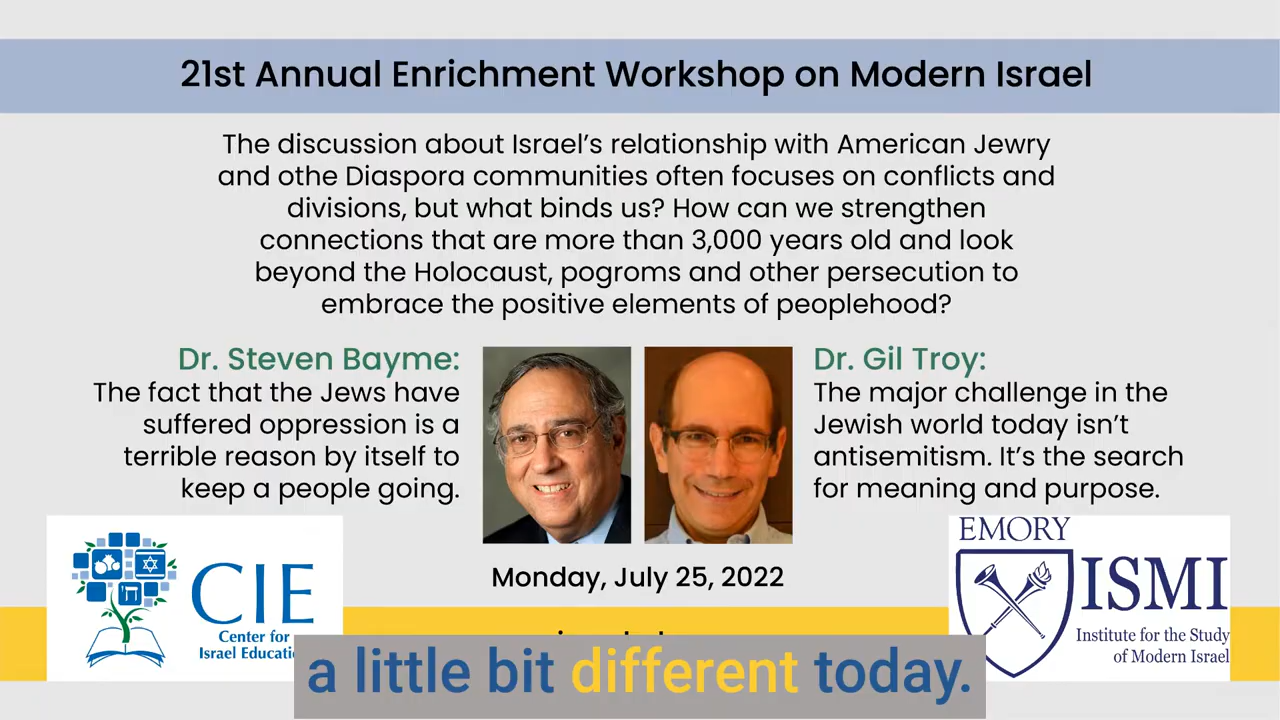 21st Annual Enrichment Workshop on Modern Israel
The discussion about Israel's relationship with American Jewry
and othe Diaspora communities often focuses on conflicts and
divisions, but what binds us? How can we strengthen
connections that are more than 3,000 years old and look
beyond the Holocaust, pogroms and other persecution to
embrace the positive elements of peoplehood?
Dr. Steven Bayme:
The fact that the Jews have
suffered oppression is a
terrible reason by itself to
keep a people going.
Dr. Gil Troy:
The major challenge in the
Jewish world today isn't
antisemitism. It's the search
for meaning and purpose.
Monday, July 25, 2022
CIE
Center for
Israel
EMORY
ISMI
Institute for the Study
of Modern Israel
a little bit different today.